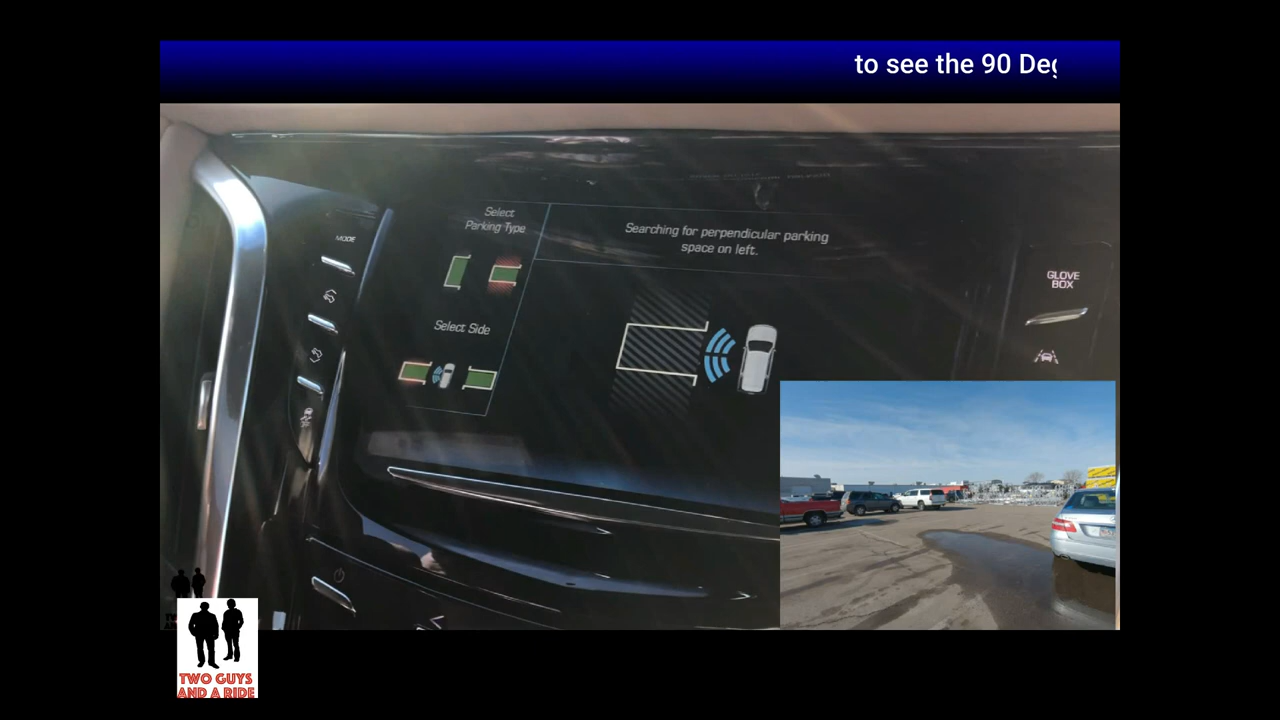 to see the 90 Deg
Select
Parking Type
Searching for perpendicular parking
space on left.
MODE
GLOVE
BOX
Select Side
TWO GUYS
AND A RIDE